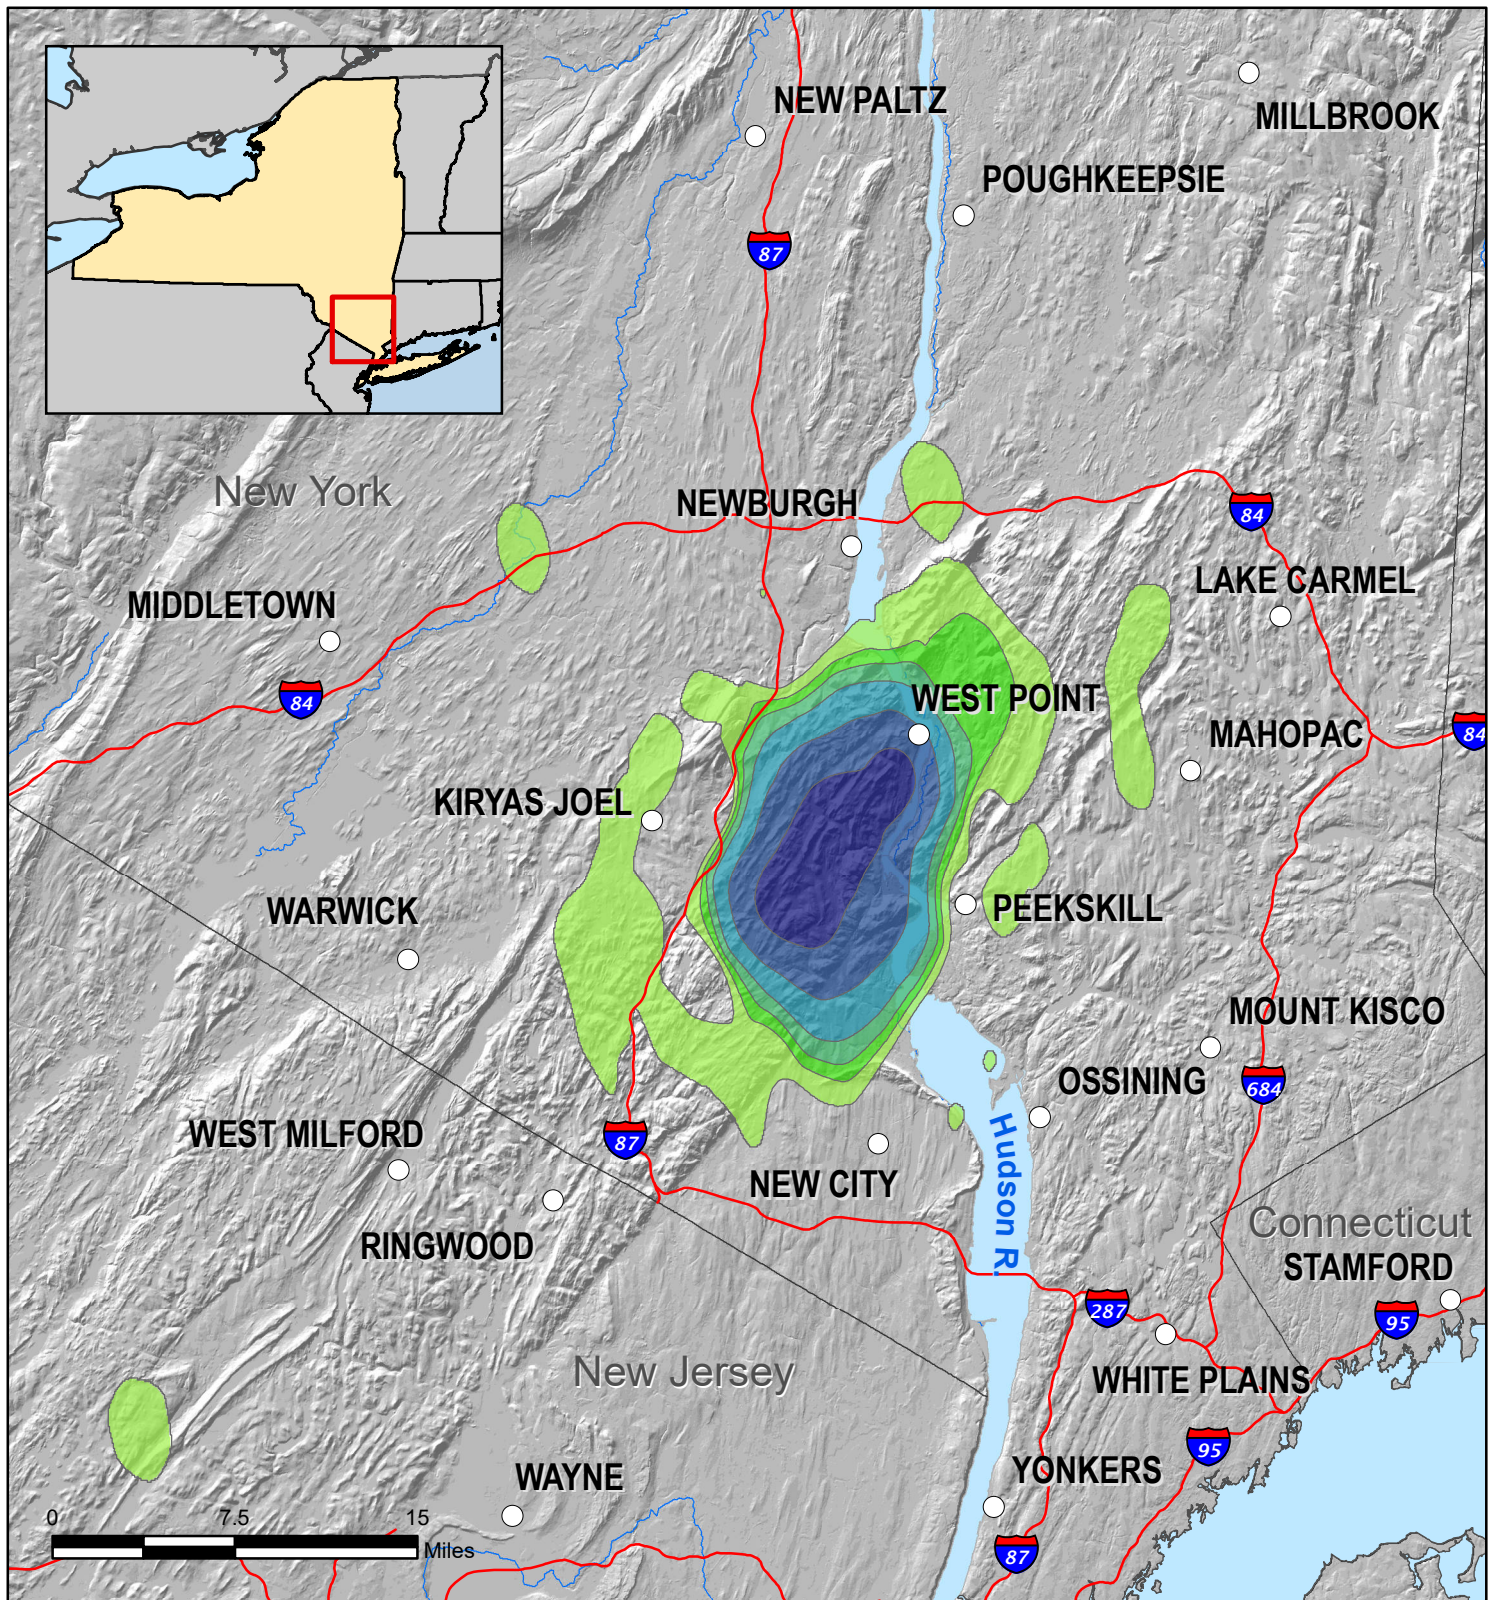 NEW PALTZ
MILLBROOK
POUGHKEEPSIE
87
New York
NEWBURGH
84
LAKE CARMEL
MIDDLETOWN
84
WEST POINT
MAHOPAC
84
KIRYAS JOEL
WARWICK
PEEKSKILL
MOUNT KISCO
OSSINING
684
WEST MILFORD
87
Hudson R.
NEW CITY
RINGWOOD
Connecticut
STAMFORD
287
95
New Jersey
WHITE PLAINS
95
YONKERS
WAYNE
0 7.5 15
Miles
87